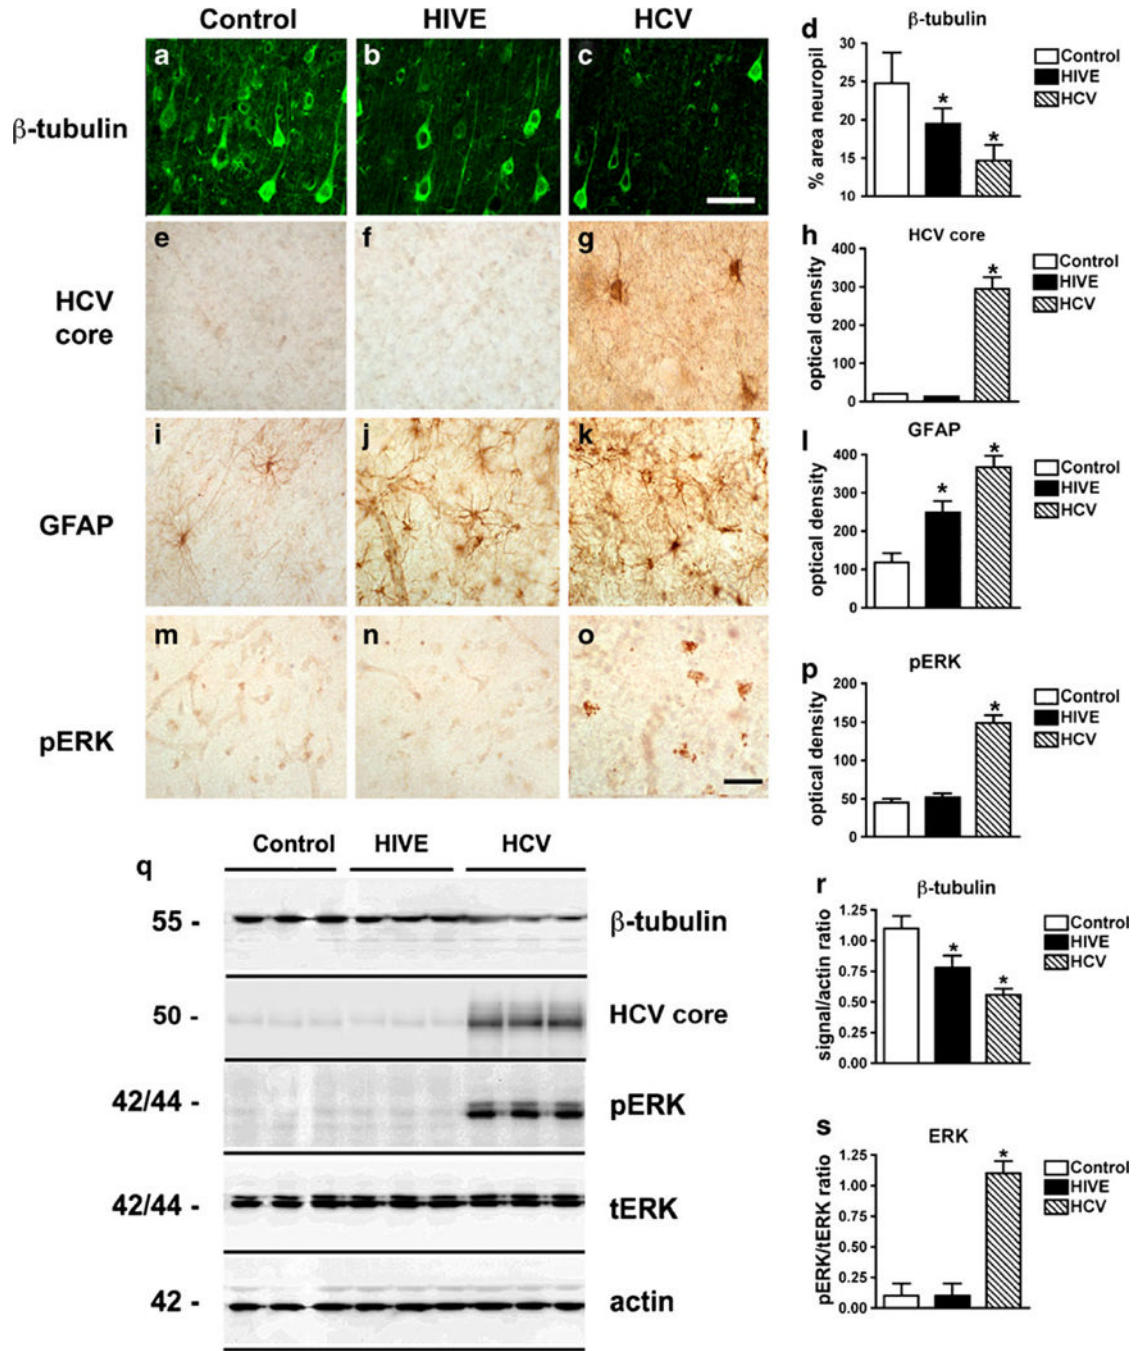 Control HIVE HCV
β-tubulin
a b c
d
β-tubulin
% area neuropil
30
25
20
15
10
*
*
Control
HIVE
HCV
HCV core
e f g
h
HCV core
optical density
400
300
200
100
0
*
Control
HIVE
HCV
GFAP
i j k
l
GFAP
optical density
400
300
200
100
0
*
*
Control
HIVE
HCV
pERK
m n o
p
pERK
optical density
200
150
100
50
0
*
Control
HIVE
HCV
q
Control HIVE HCV
55 - β-tubulin
50 - HCV core
42/44 - pERK
42/44 - tERK
42 - actin
r
β-tubulin
signal/actin ratio
1.25
1.00
0.75
0.50
0.25
0.00
*
*
Control
HIVE
HCV
s
ERK
pERK/tERK ratio
1.25
1.00
0.75
0.50
0.25
0.00
*
Control
HIVE
HCV